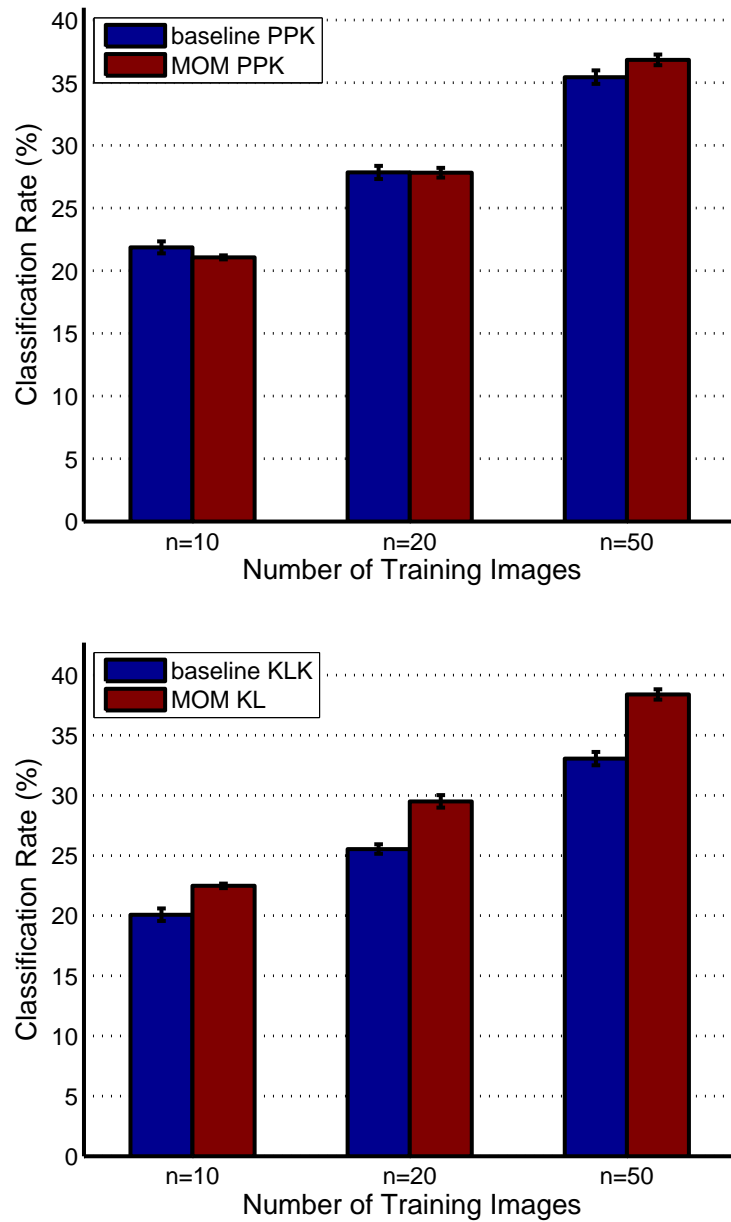 40
35
30
25
20
15
10
5
0
Classification Rate (%)
baseline PPK
MOM PPK
n=10 n=20 n=50
Number of Training Images
40
35
30
25
20
15
10
5
0
Classification Rate (%)
baseline KLK
MOM KL
n=10 n=20 n=50
Number of Training Images